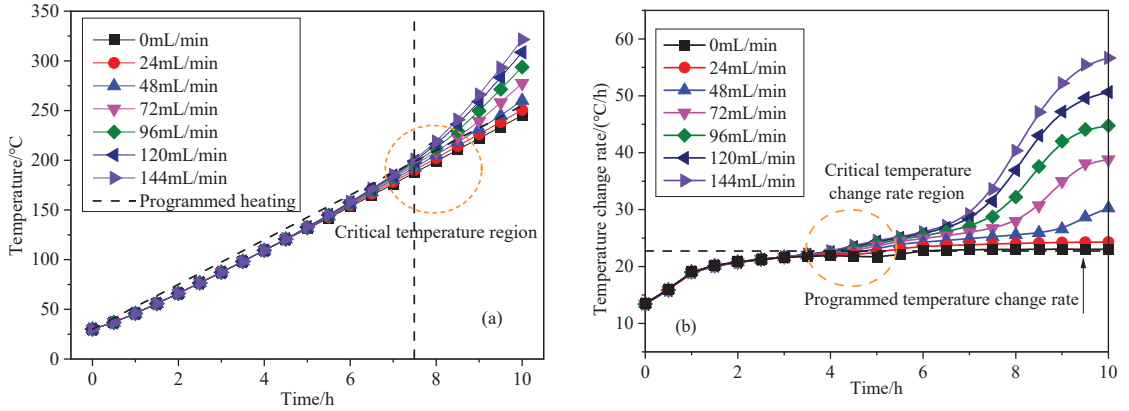 350
300
250
200
150
100
50
0
Temperature/°C
0mL/min
24mL/min
48mL/min
72mL/min
96mL/min
120mL/min
144mL/min
Programmed heating
Critical temperature region
(a)
0 2 4 6 8 10
Time/h
60
50
40
30
20
10
Temperature change rate/(°C/h)
0mL/min
24mL/min
48mL/min
72mL/min
96mL/min
120mL/min
144mL/min
Critical temperature
change rate region
Programmed temperature change rate
(b)
0 2 4 6 8 10
Time/h